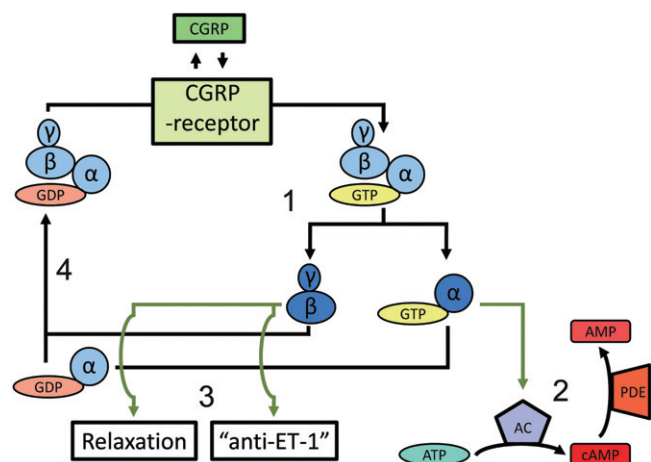 CGRP
CGRP
-receptor
γ
β
α
GDP
γ
β
α
GTP
1
4
γ
β
α
GTP
AMP
α
GDP
3
2
PDE
AC
Relaxation
"anti-ET-1"
ATP
cAMP